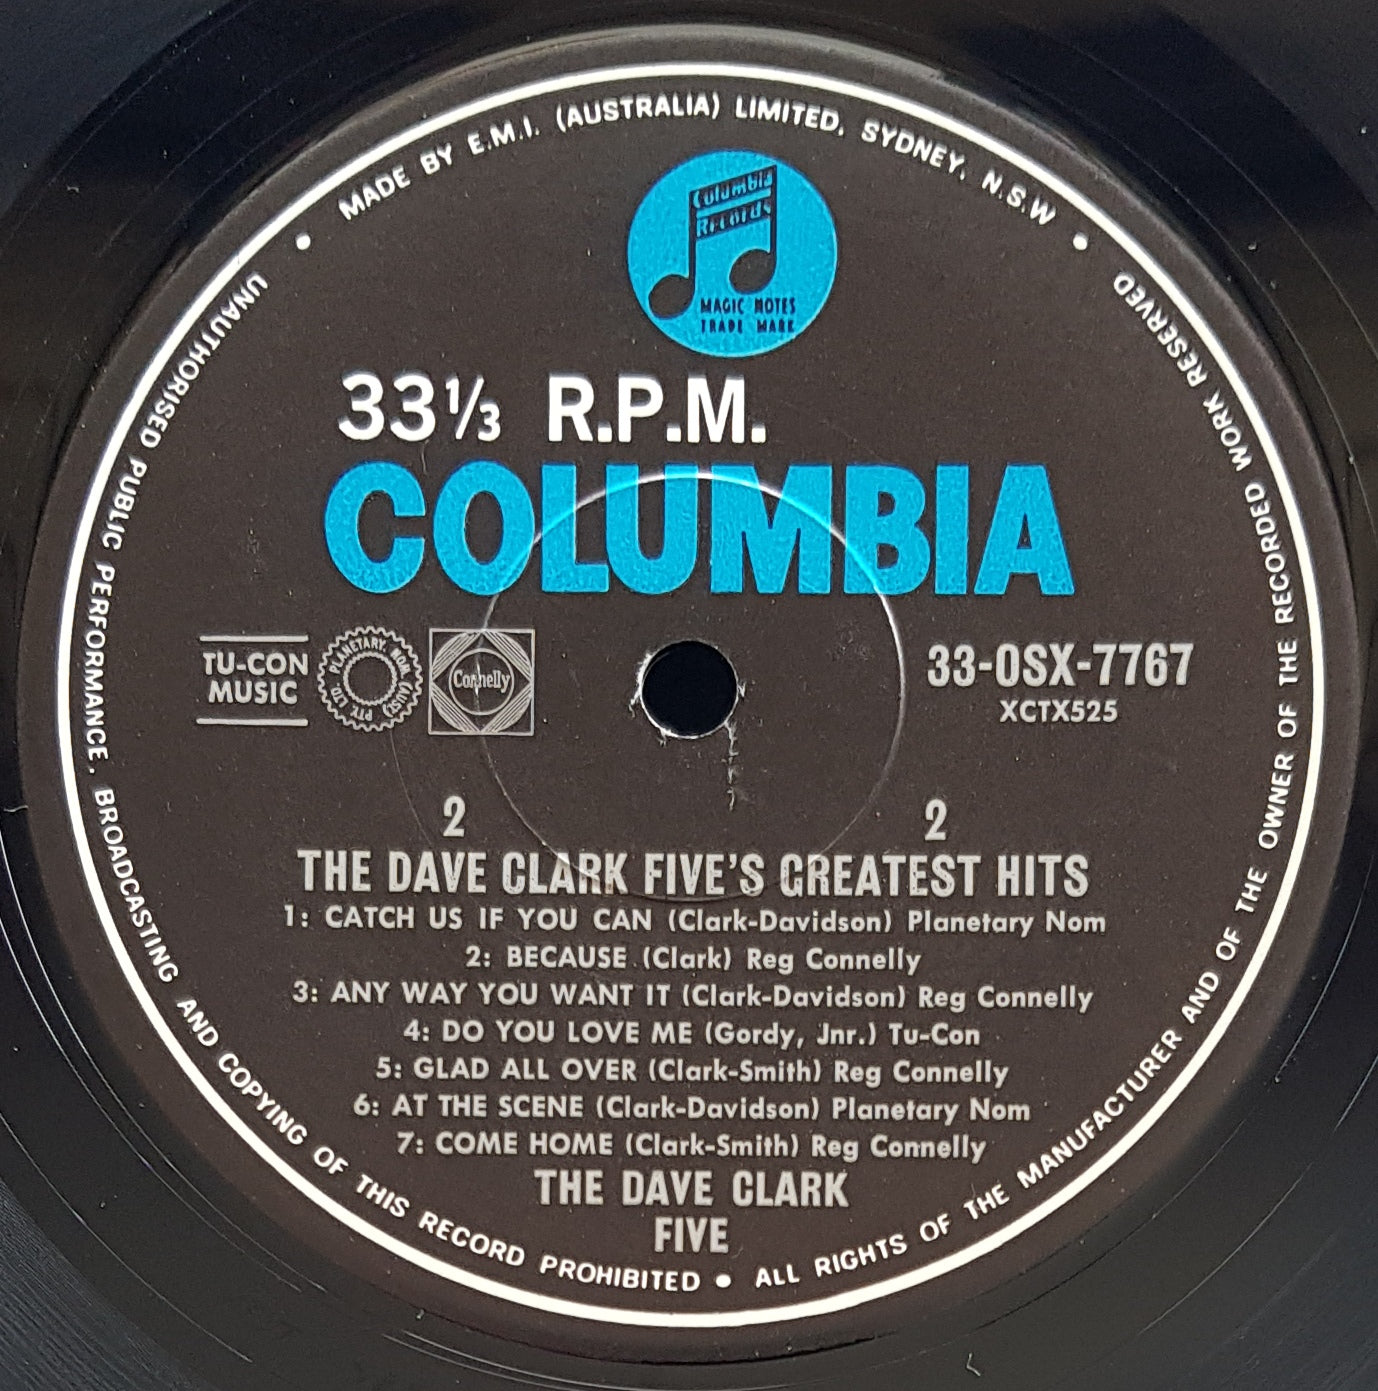 MADE BY E.M.I. (AUSTRALIA) LIMITED. SYDNEY. N.S.W
Columbia
Records
MAGIC NOTES
TRADE MARK
33⅓ R.P.M.
COLUMBIA
TU-CON
MUSIC
PLANETARY. NOM (AUST) PTY. LTD.
Connelly
33-OSX-7767
XCTX525
2 2
THE DAVE CLARK FIVE'S GREATEST HITS
1: CATCH US IF YOU CAN (Clark-Davidson) Planetary Nom
2: BECAUSE (Clark) Reg Connelly
3: ANY WAY YOU WANT IT (Clark-Davidson) Reg Connelly
4: DO YOU LOVE ME (Gordy, Jnr.) Tu-Con
5: GLAD ALL OVER (Clark-Smith) Reg Connelly
6: AT THE SCENE (Clark-Davidson) Planetary Nom
7: COME HOME (Clark-Smith) Reg Connelly
THE DAVE CLARK
FIVE
UNAUTHORISED PUBLIC PERFORMANCE. BROADCASTING AND COPYING OF THIS RECORD PROHIBITED • ALL RIGHTS OF THE MANUFACTURER AND OF THE OWNER OF THE RECORDED WORK RESERVED